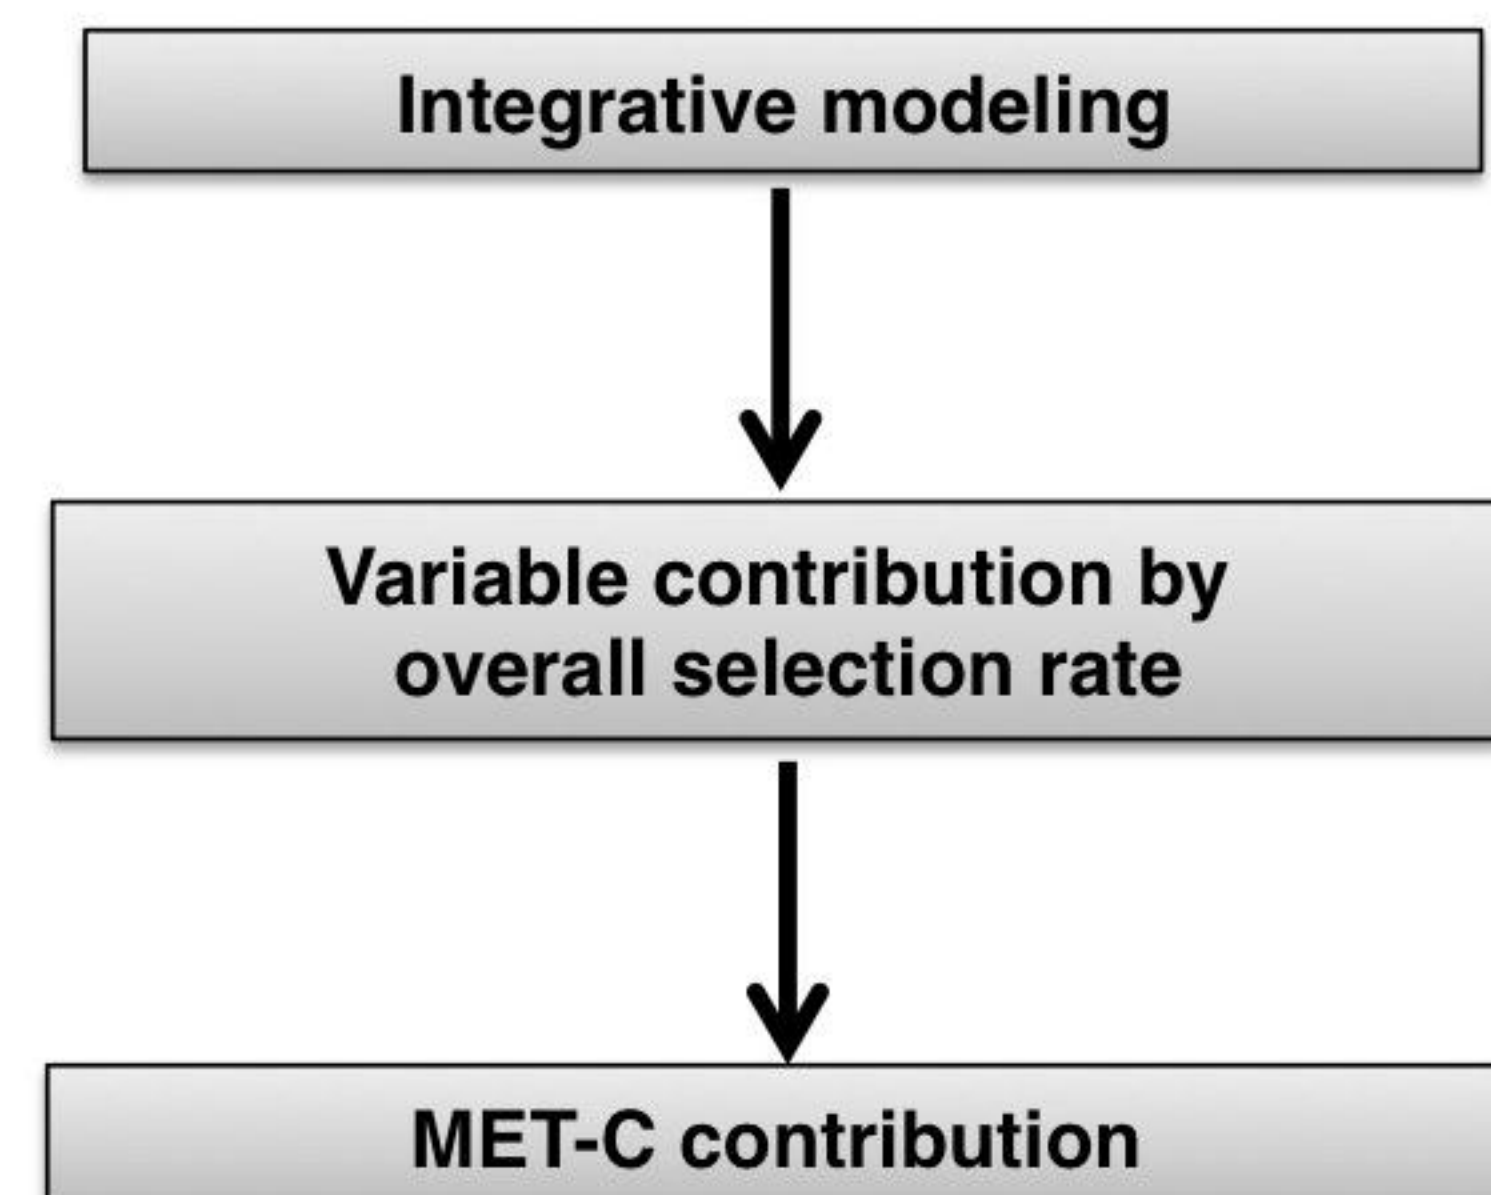 Integrative modeling
Variable contribution by
overall selection rate
MET-C contribution